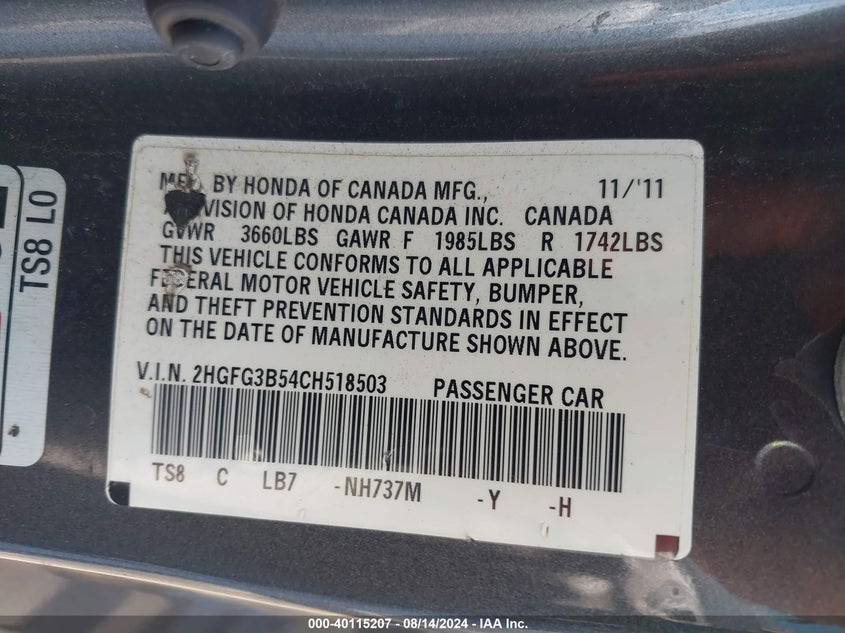 TS8 L0
MFD. BY HONDA OF CANADA MFG., 11/'11
A DIVISION OF HONDA CANADA INC. CANADA
GVWR 3660LBS GAWR F 1985LBS R 1742LBS
THIS VEHICLE CONFORMS TO ALL APPLICABLE
FEDERAL MOTOR VEHICLE SAFETY, BUMPER,
AND THEFT PREVENTION STANDARDS IN EFFECT
ON THE DATE OF MANUFACTURE SHOWN ABOVE.
V.I.N. 2HGFG3B54CH518503 PASSENGER CAR
TS8 C LB7 -NH737M -Y -H
000-40115207 - 08/14/2024 - IAA Inc.